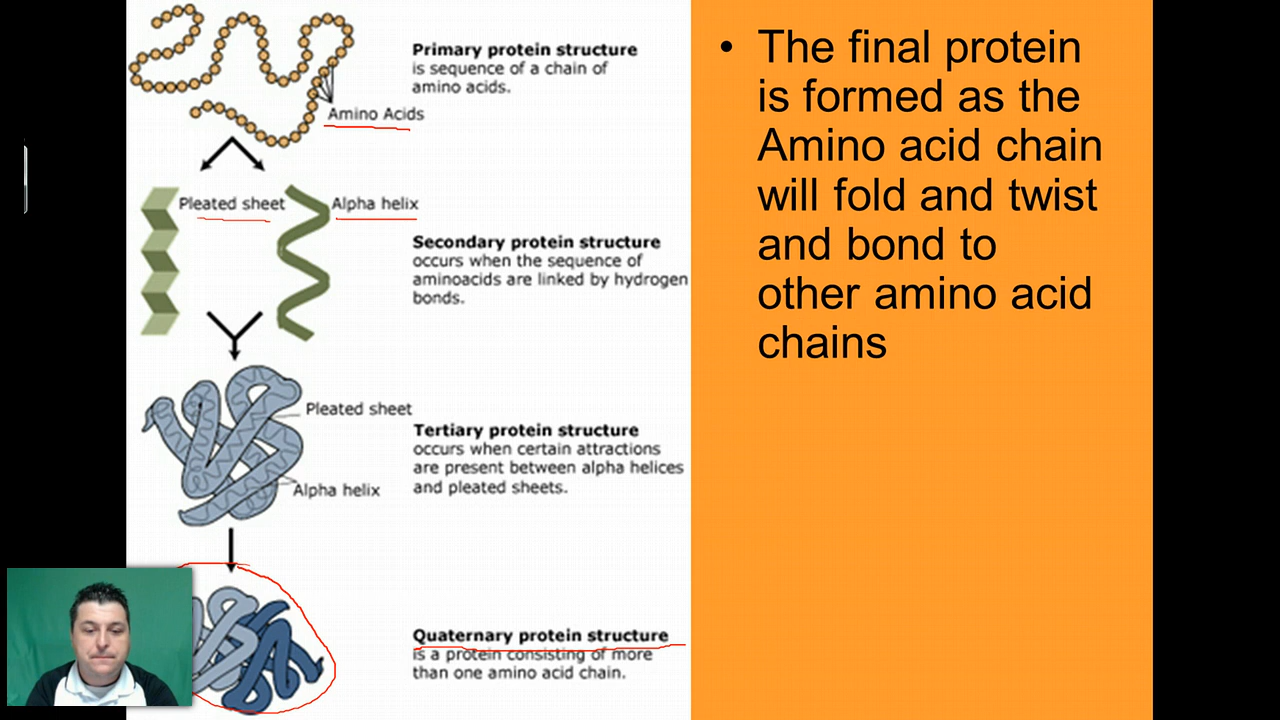 Primary protein structure
is sequence of a chain of
amino acids.
Amino Acids
Pleated sheet
Alpha helix
Secondary protein structure
occurs when the sequence of
aminoacids are linked by hydrogen
bonds.
Pleated sheet
Tertiary protein structure
occurs when certain attractions
are present between alpha helices
and pleated sheets.
Alpha helix
Quaternary protein structure
is a protein consisting of more
than one amino acid chain.
• The final protein
is formed as the
Amino acid chain
will fold and twist
and bond to
other amino acid
chains